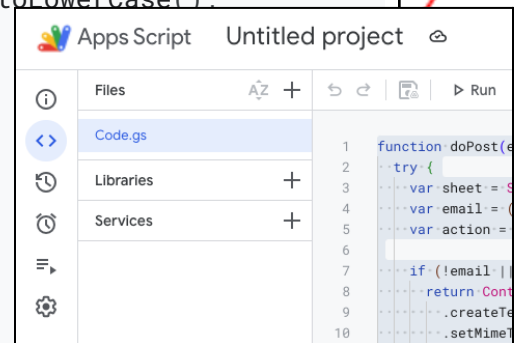 toLowerCase();
Apps Script Untitled project
Files AZ Run
Code.gs
Libraries
Services
1 function doPost(e
2 try {
3 var sheet = S
4 var email = (
5 var action =
6
7 if (!email ||
8 return Cont
9 .createTe
10 .setMimeT